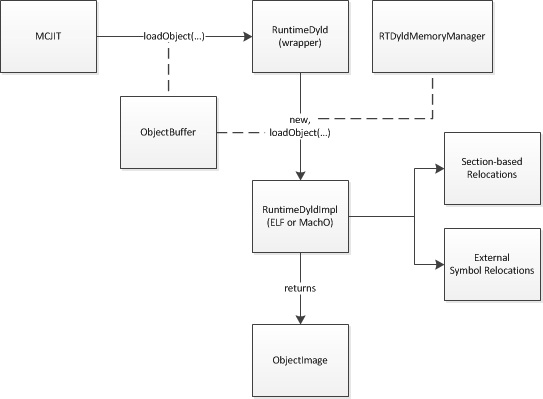 MCJIT
loadObject(...)
RuntimeDyld
(wrapper)
RTDyldMemoryManager
ObjectBuffer
new,
loadObject(...)
Section-based
Relocations
RuntimeDyldImpl
(ELF or MachO)
External
Symbol Relocations
returns
ObjectImage